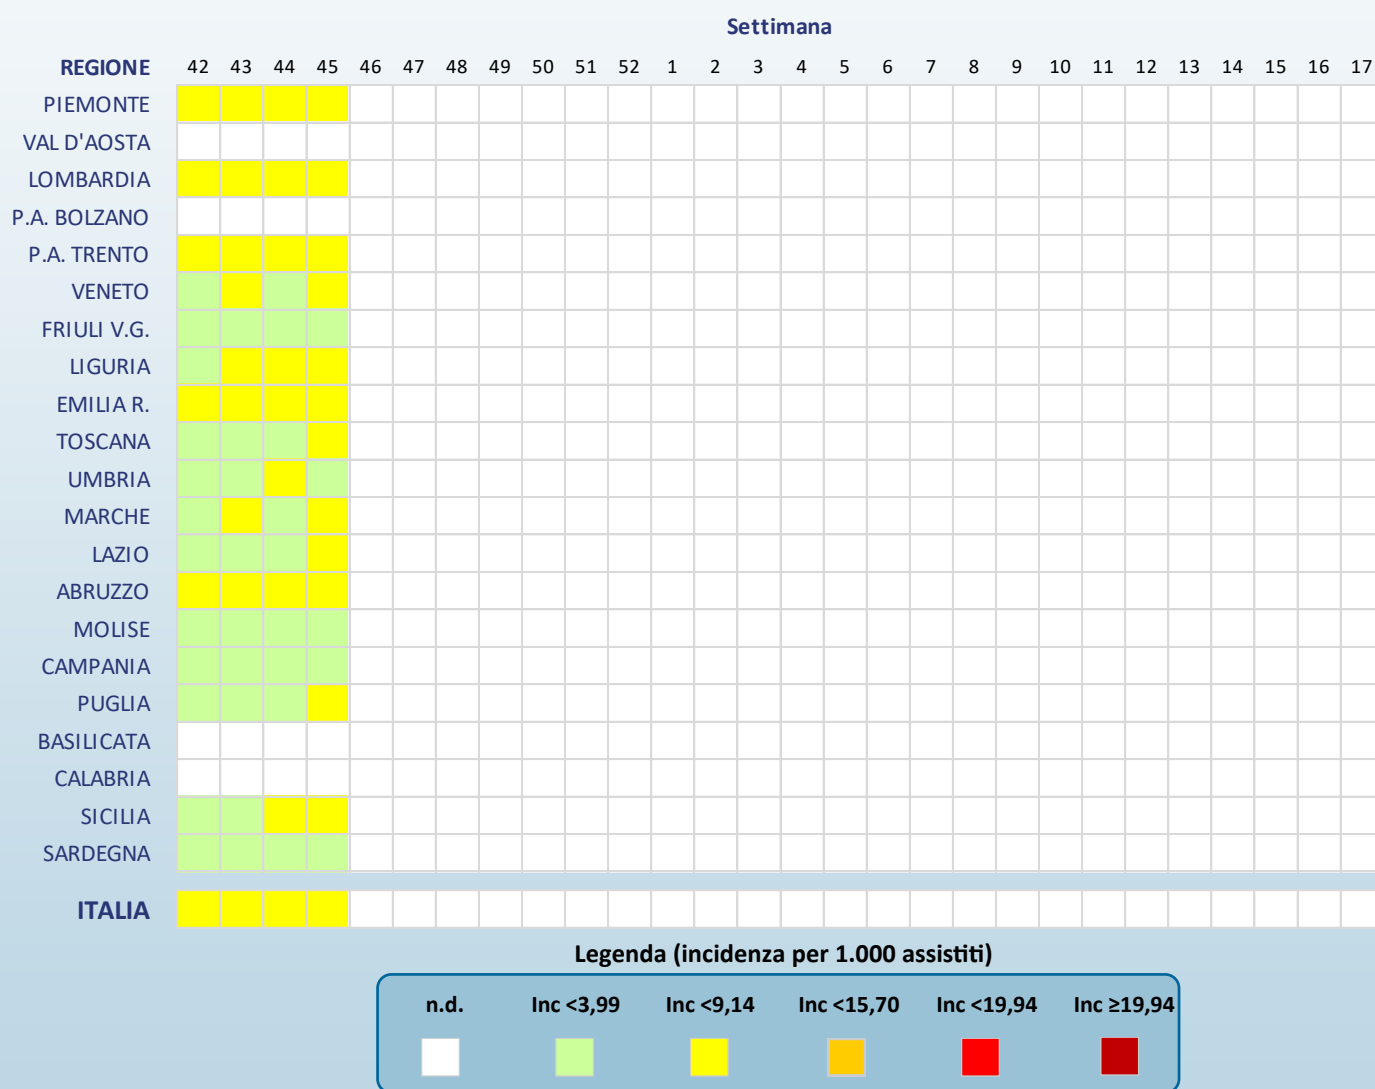 Settimana
REGIONE 42 43 44 45 46 47 48 49 50 51 52 1 2 3 4 5 6 7 8 9 10 11 12 13 14 15 16 17
PIEMONTE
VAL D'AOSTA
LOMBARDIA
P.A. BOLZANO
P.A. TRENTO
VENETO
FRIULI V.G.
LIGURIA
EMILIA R.
TOSCANA
UMBRIA
MARCHE
LAZIO
ABRUZZO
MOLISE
CAMPANIA
PUGLIA
BASILICATA
CALABRIA
SICILIA
SARDEGNA
ITALIA
Legenda (incidenza per 1.000 assistiti)
n.d. Inc <3,99 Inc <9,14 Inc <15,70 Inc <19,94 Inc ≥19,94